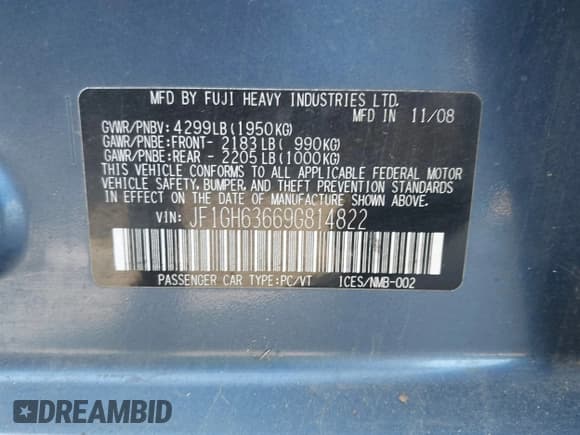 MFD BY FUJI HEAVY INDUSTRIES LTD.
MFD IN 11/08
GVWR/PNBV: 4299LB(1950KG)
GAWR/PNBE:FRONT- 2183LB( 990KG)
GAWR/PNBE:REAR - 2205LB(1000KG)
THIS VEHICLE CONFORMS TO ALL APPLICABLE FEDERAL MOTOR
VEHICLE SAFETY, BUMPER, AND THEFT PREVENTION STANDARDS
IN EFFECT ON THE DATE OF MANUFACTURE SHOWN ABOVE.
VIN: JF1GH63669G814822
PASSENGER CAR TYPE:PC/VT ICES/NMB-002
DREAMBID